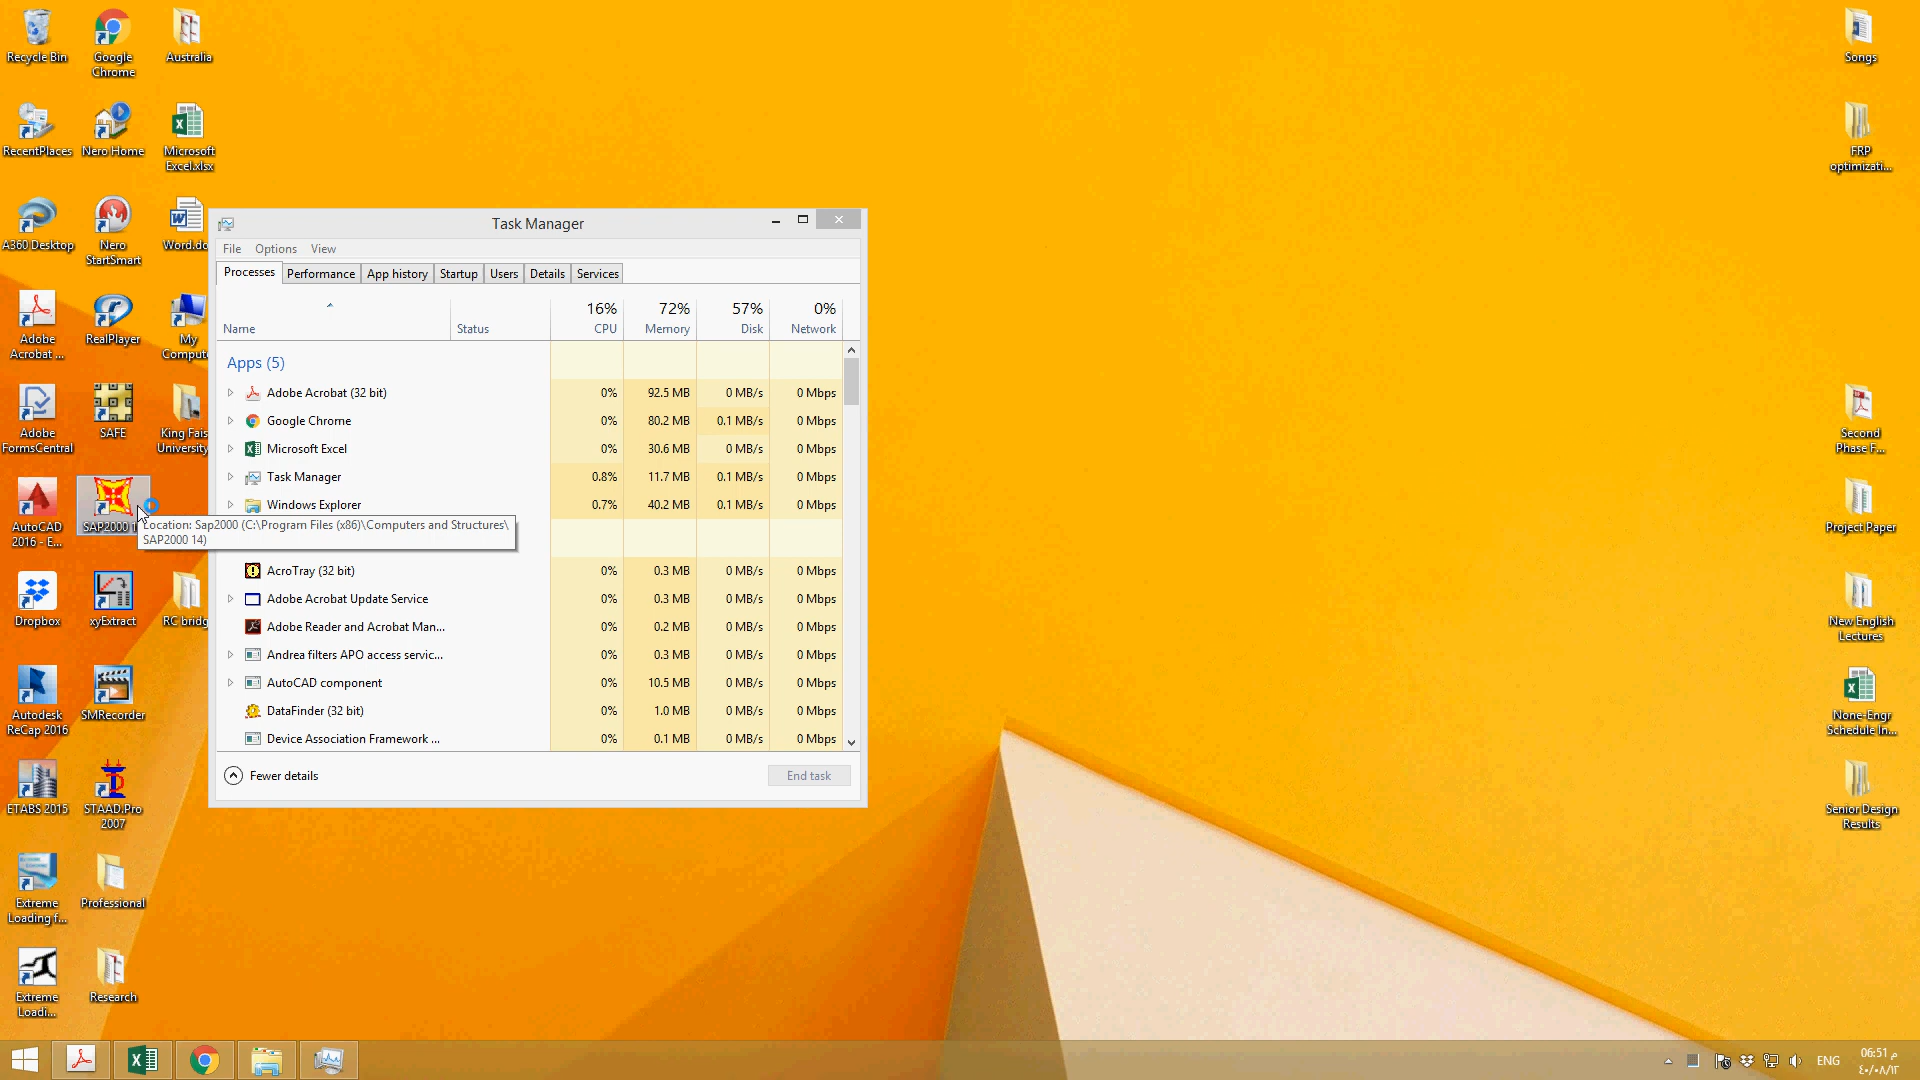 Recycle Bin
Google
Chrome
Australia
RecentPlaces
Nero Home
Microsoft
Excel.xlsx
A360 Desktop
Nero
StartSmart
Word.do
Adobe
Acrobat ...
RealPlayer
My
Compute
Adobe
FormsCentral
SAFE
King Fais
University
AutoCAD
2016 - E...
SAP2000 1
Dropbox
xyExtract
RC bridg
Autodesk
ReCap 2016
SMRecorder
ETABS 2015
STAAD.Pro
2007
Extreme
Loading f...
Professional
Extreme
Loadi...
Research
Task Manager
File Options View
Processes Performance App history Startup Users Details Services
16% 72% 57% 0%
Name Status CPU Memory Disk Network
Apps (5)
Adobe Acrobat (32 bit) 0% 92.5 MB 0 MB/s 0 Mbps
Google Chrome 0% 80.2 MB 0.1 MB/s 0 Mbps
Microsoft Excel 0% 30.6 MB 0 MB/s 0 Mbps
Task Manager 0.8% 11.7 MB 0.1 MB/s 0 Mbps
Windows Explorer 0.7% 40.2 MB 0.1 MB/s 0 Mbps
Location: Sap2000 (C:\Program Files (x86)\Computers and Structures\
SAP2000 14)
AcroTray (32 bit) 0% 0.3 MB 0 MB/s 0 Mbps
Adobe Acrobat Update Service 0% 0.3 MB 0 MB/s 0 Mbps
Adobe Reader and Acrobat Man... 0% 0.2 MB 0 MB/s 0 Mbps
Andrea filters APO access servic... 0% 0.3 MB 0 MB/s 0 Mbps
AutoCAD component 0% 10.5 MB 0 MB/s 0 Mbps
DataFinder (32 bit) 0% 1.0 MB 0 MB/s 0 Mbps
Device Association Framework ... 0% 0.1 MB 0 MB/s 0 Mbps
Fewer details
End task
Songs
FRP
optimizati...
Second
Phase F...
Project Paper
New English
Lectures
None-Engr
Schedule In...
Senior Design
Results
ENG
06:51 م
٤٠/٠٨/١٢